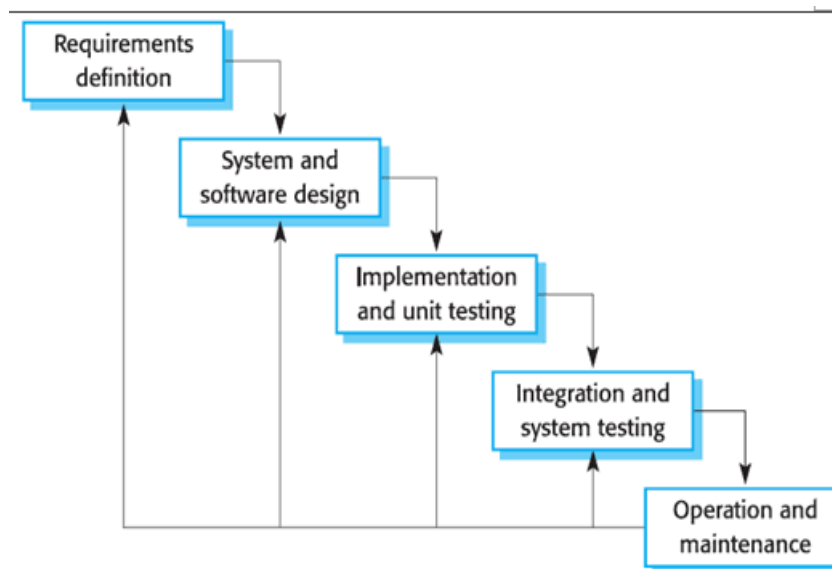 Requirements
definition
System and
software design
Implementation
and unit testing
Integration and
system testing
Operation and
maintenance